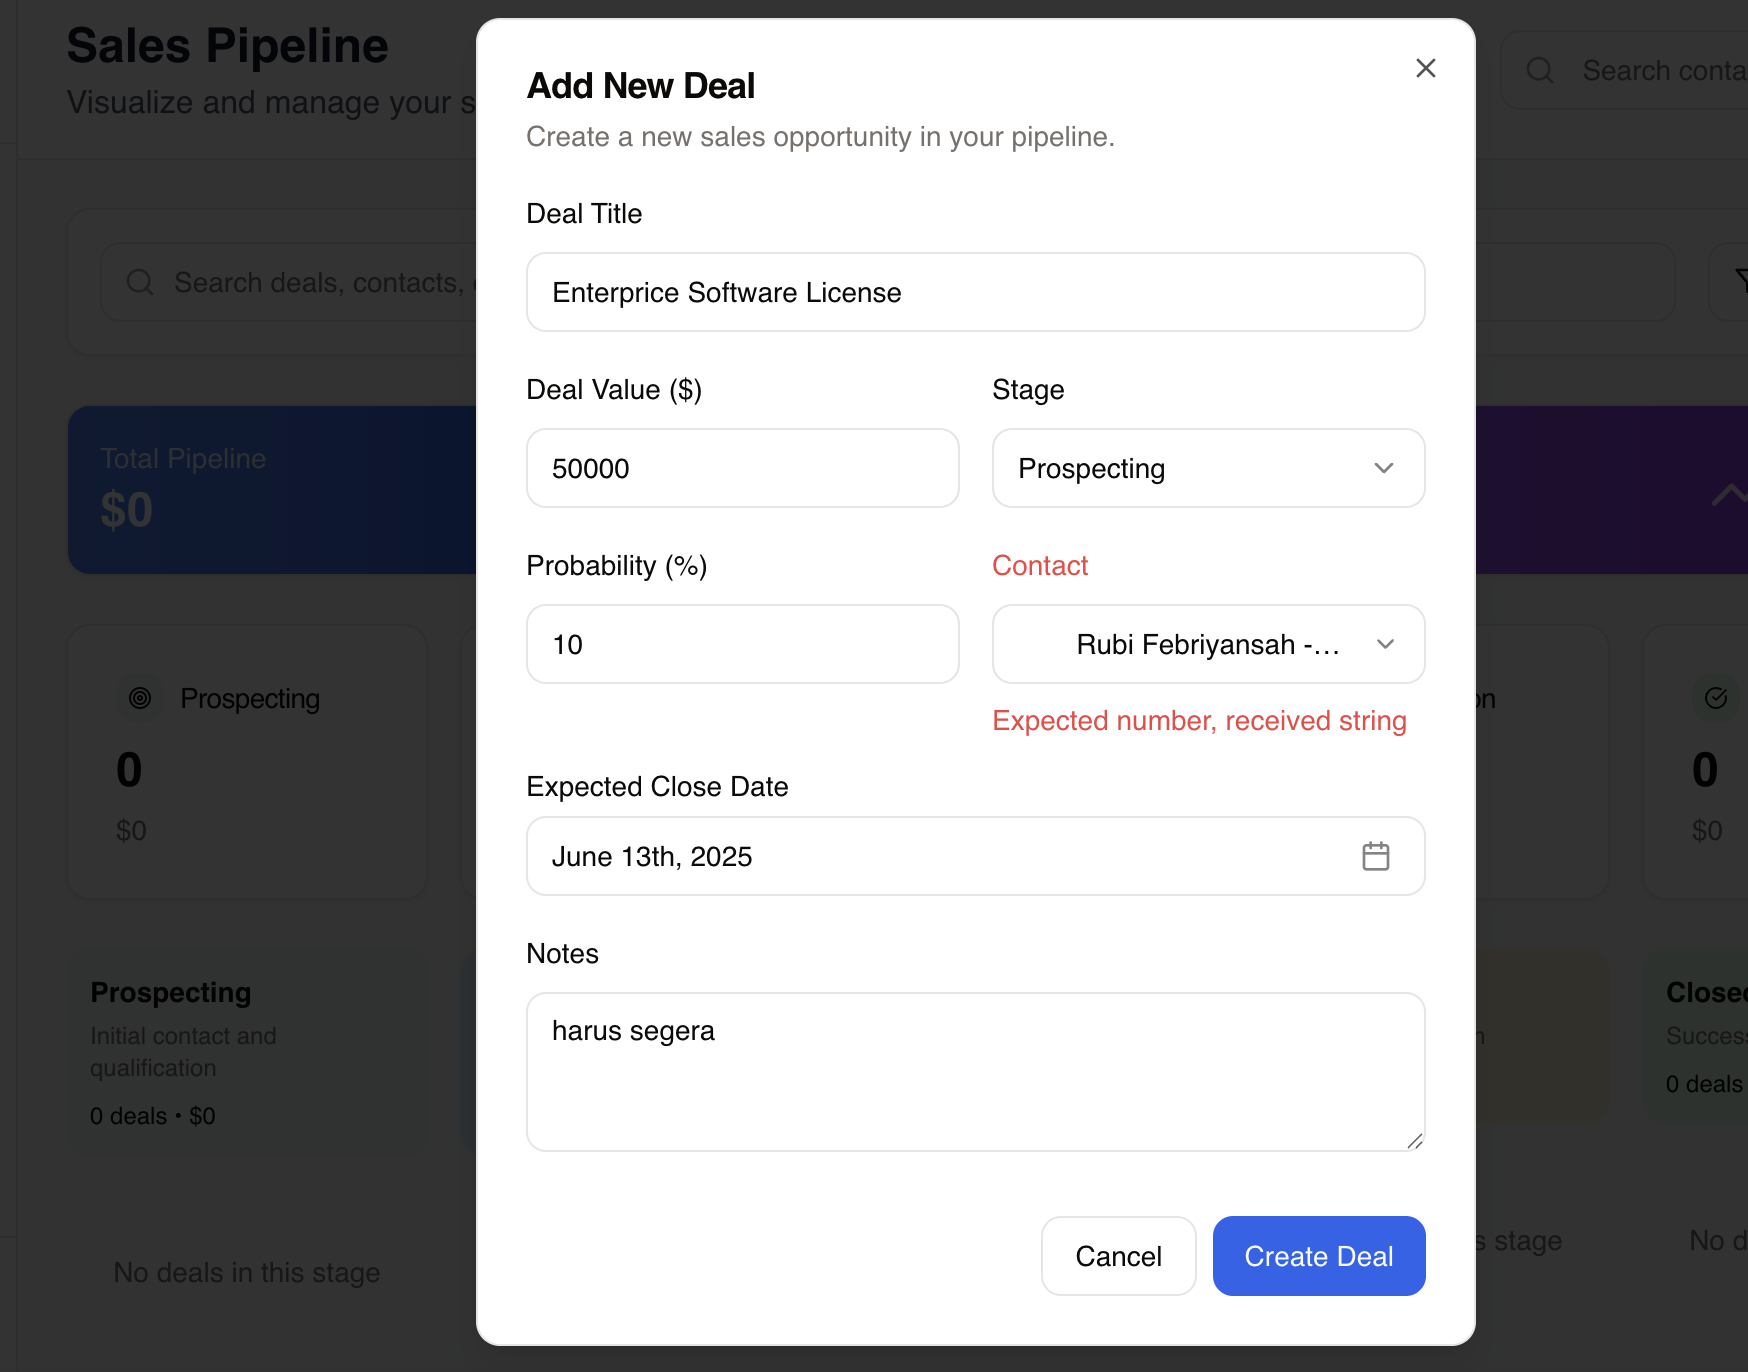 Sales Pipeline
Visualize and manage your s
Search conta
Search deals, contacts,
Total Pipeline
$0
Prospecting
0
$0
on
0
$0
Prospecting
Initial contact and
qualification
0 deals • $0
n
Closed
Success
0 deals
No deals in this stage
s stage
No d
Add New Deal
Create a new sales opportunity in your pipeline.
Deal Title
Enterprice Software License
Deal Value ($)
Stage
50000
Prospecting
Probability (%)
Contact
10
Rubi Febriyansah -...
Expected number, received string
Expected Close Date
June 13th, 2025
Notes
harus segera
Cancel
Create Deal